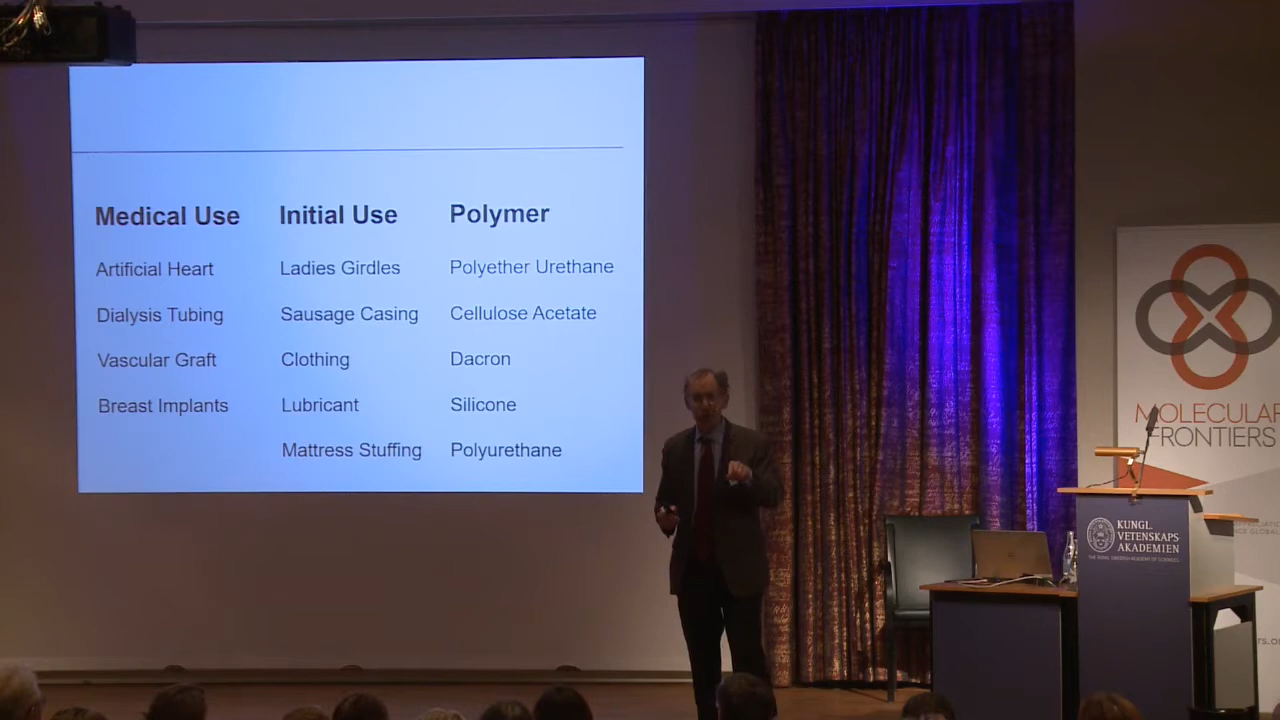 Medical Use Initial Use Polymer
Artificial Heart Ladies Girdles Polyether Urethane
Dialysis Tubing Sausage Casing Cellulose Acetate
Vascular Graft Clothing Dacron
Breast Implants Lubricant Silicone
Mattress Stuffing Polyurethane
MOLECULAR
FRONTIERS
KUNGL.
VETENSKAPS
AKADEMIEN
THE ROYAL SWEDISH ACADEMY OF SCIENCES